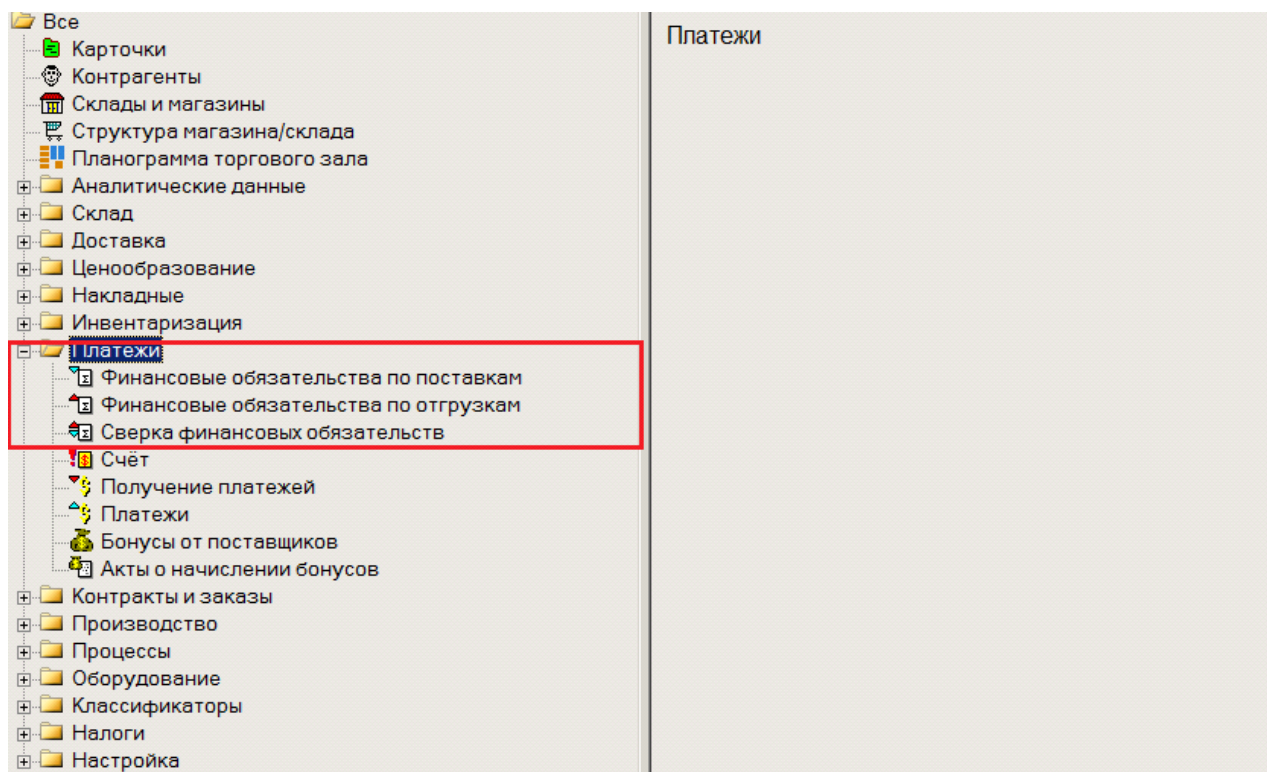 Все
Платежи
Карточки
Контрагенты
Склады и магазины
Структура магазина/склада
Планограмма торгового зала
Аналитические данные
Склад
Доставка
Ценообразование
Накладные
Инвентаризация
Платежи
Финансовые обязательства по поставкам
Финансовые обязательства по отгрузкам
Сверка финансовых обязательств
Счёт
Получение платежей
Платежи
Бонусы от поставщиков
Акты о начислении бонусов
Контракты и заказы
Производство
Процессы
Оборудование
Классификаторы
Налоги
Настройка